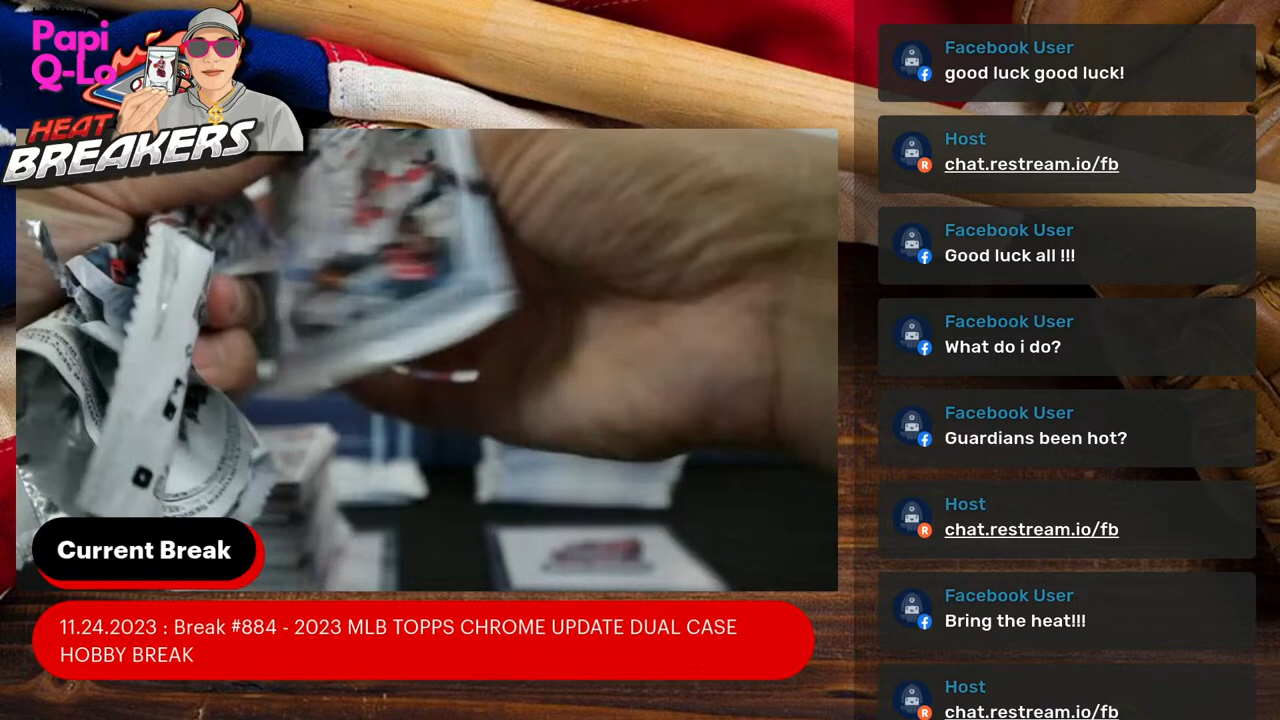 Papi
Q-Lo
HEAT
BREAKERS
Current Break
11.24.2023 : Break #884 - 2023 MLB TOPPS CHROME UPDATE DUAL CASE
HOBBY BREAK
Facebook User
good luck good luck!
Host
chat.restream.io/fb
Facebook User
Good luck all !!!
Facebook User
What do i do?
Facebook User
Guardians been hot?
Host
chat.restream.io/fb
Facebook User
Bring the heat!!!
Host
chat.restream.io/fb